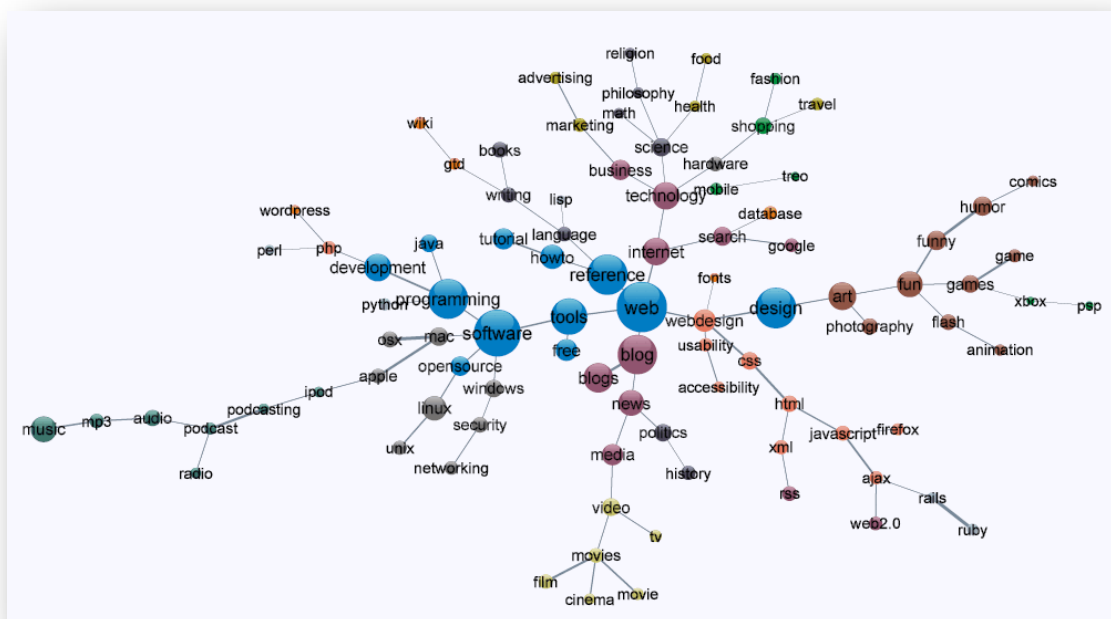 religion
food
advertising
fashion
philosophy
health
travel
math
wiki
marketing
shopping
books
science
gtd
business
hardware
treo
comics
writing
technology
mobile
lisp
humor
wordpress
database
language
search
tutorial
funny
perl
php
java
internet
google
howto
game
development
reference
fonts
fun
games
python
programming
art
xbox
psp
web
design
tools
webdesign
flash
photography
osx
mac
software
usability
free
blog
animation
opensource
css
apple
blogs
accessibility
windows
ipod
linux
news
html
podcasting
mp3
audio
security
music
podcast
politics
javascript
firefox
unix
media
xml
radio
networking
history
ajax
rss
rails
video
web2.0
ruby
tv
movies
film
cinema
movie